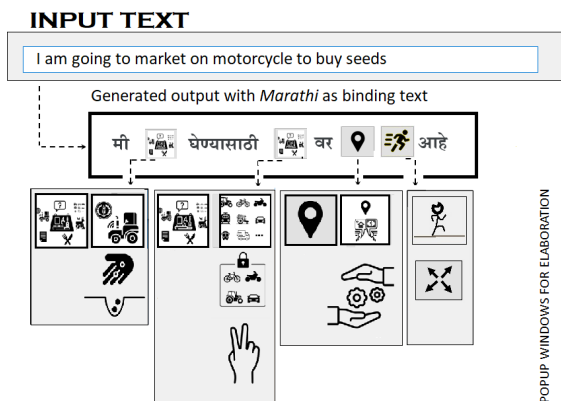 INPUT TEXT
I am going to market on motorcycle to buy seeds
Generated output with Marathi as binding text
मी घेण्यासाठी वर आहे
POPUP WINDOWS FOR ELABORATION